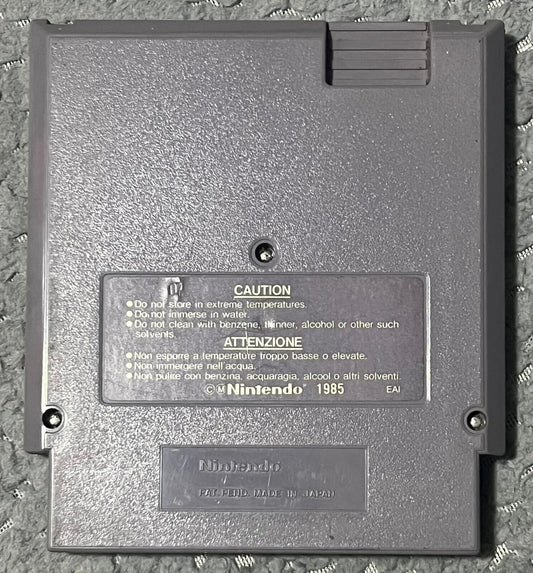 CAUTION
●Do not store in extreme temperatures.
●Do not immerse in water.
●Do not clean with benzene, thinner, alcohol or other such
solvents.
ATTENZIONE
●Non esporre a temperature troppo basse o elevate.
●Non immergere nell'acqua.
●Non pulire con benzina, acquaragia, alcool o altri solventi.
©Ⓜ Nintendo® 1985 EAI
Nintendo
PAT. PEND. MADE IN JAPAN